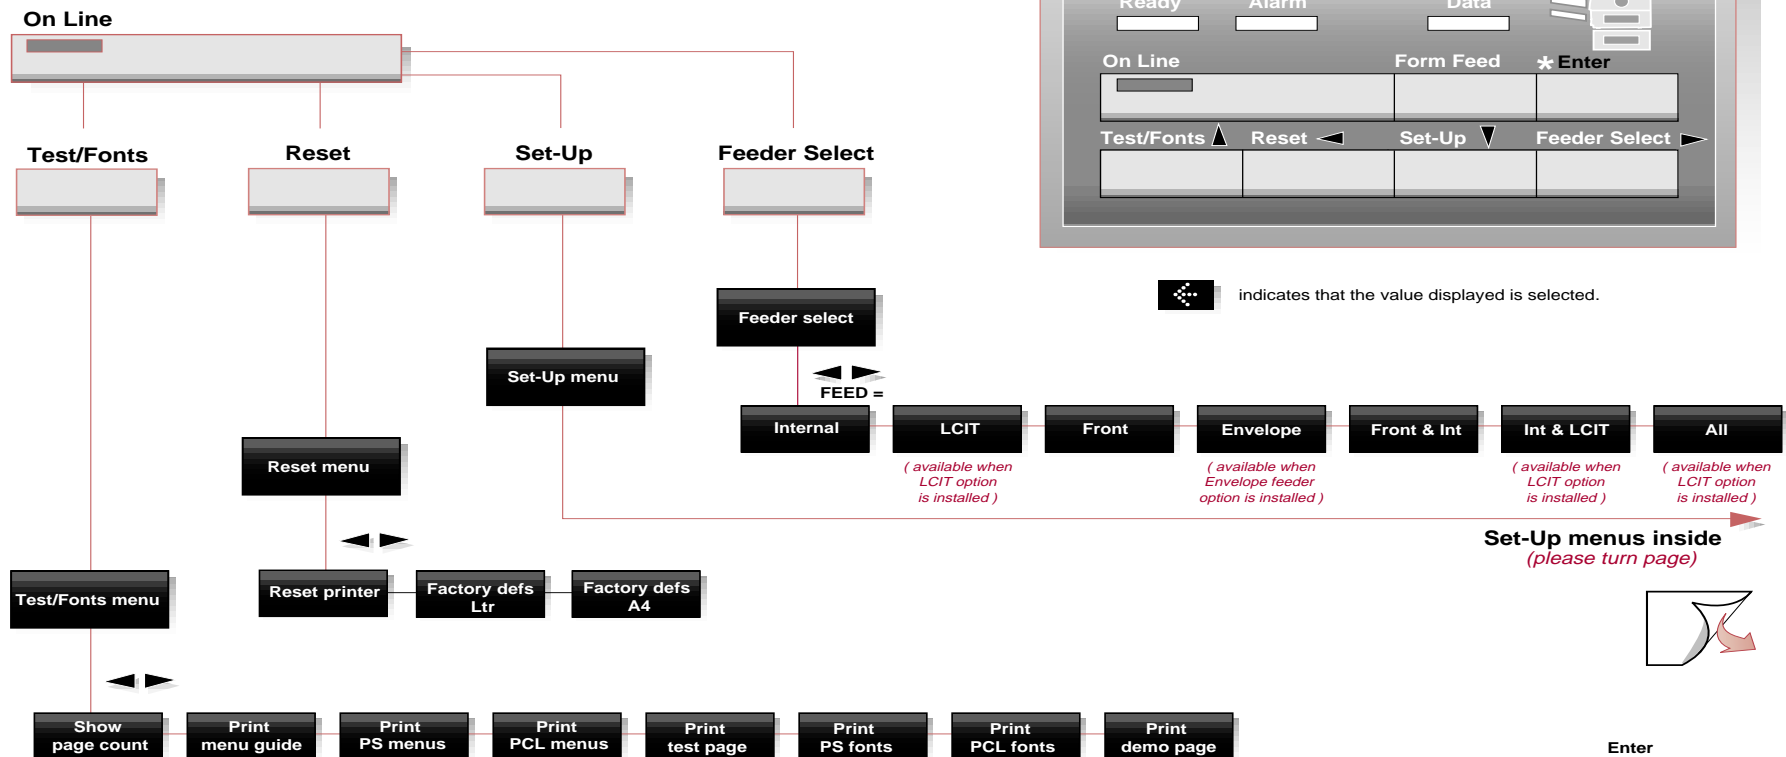 On Line
Ready
Alarm
Data
On Line
Form Feed
* Enter
Test/Fonts
Reset
Set-Up
Feeder Select
Test/Fonts
Reset
Set-Up
Feeder Select
indicates that the value displayed is selected.
Feeder select
Set-Up menu
FEED =
Internal
LCIT
Front
Envelope
Front & Int
Int & LCIT
All
( available when
LCIT option
is installed )
( available when
Envelope feeder
option is installed )
( available when
LCIT option
is installed )
( available when
LCIT option
is installed )
Reset menu
Set-Up menus inside
(please turn page)
Test/Fonts menu
Reset printer
Factory defs
Ltr
Factory defs
A4
Show
page count
Print
menu guide
Print
PS menus
Print
PCL menus
Print
test page
Print
PS fonts
Print
PCL fonts
Print
demo page
Enter